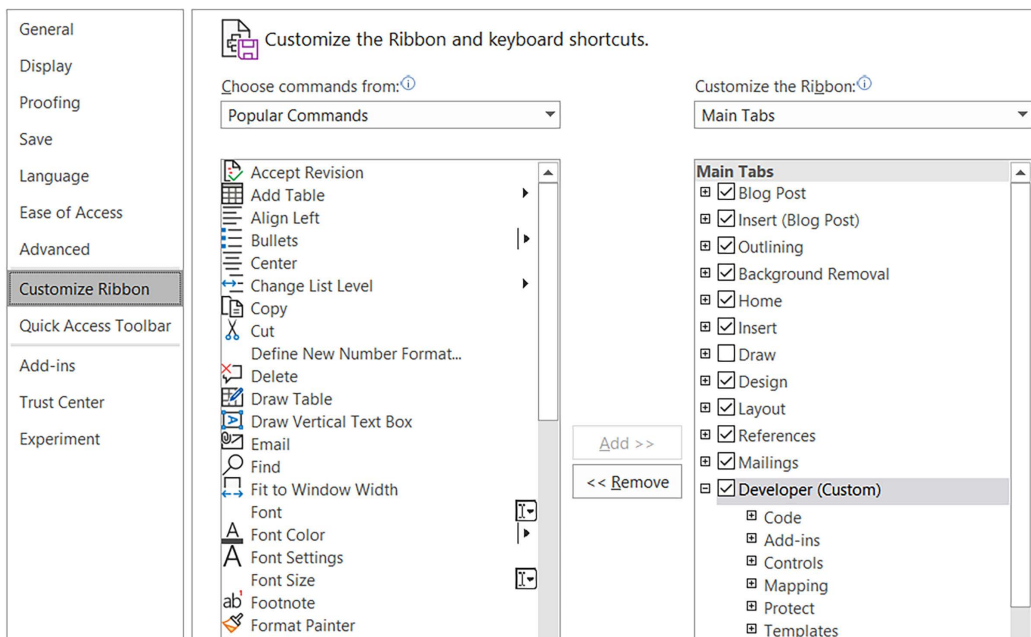 General
Display
Proofing
Save
Language
Ease of Access
Advanced
Customize Ribbon
Quick Access Toolbar
Add-ins
Trust Center
Experiment
Customize the Ribbon and keyboard shortcuts.
Choose commands from:
Popular Commands
Accept Revision
Add Table
Align Left
Bullets
Center
Change List Level
Copy
Cut
Define New Number Format...
Delete
Draw Table
Draw Vertical Text Box
Email
Find
Fit to Window Width
Font
Font Color
Font Settings
Font Size
Footnote
Format Painter
Add >>
<< Remove
Customize the Ribbon:
Main Tabs
Main Tabs
Blog Post
Insert (Blog Post)
Outlining
Background Removal
Home
Insert
Draw
Design
Layout
References
Mailings
Developer (Custom)
Code
Add-ins
Controls
Mapping
Protect
Templates